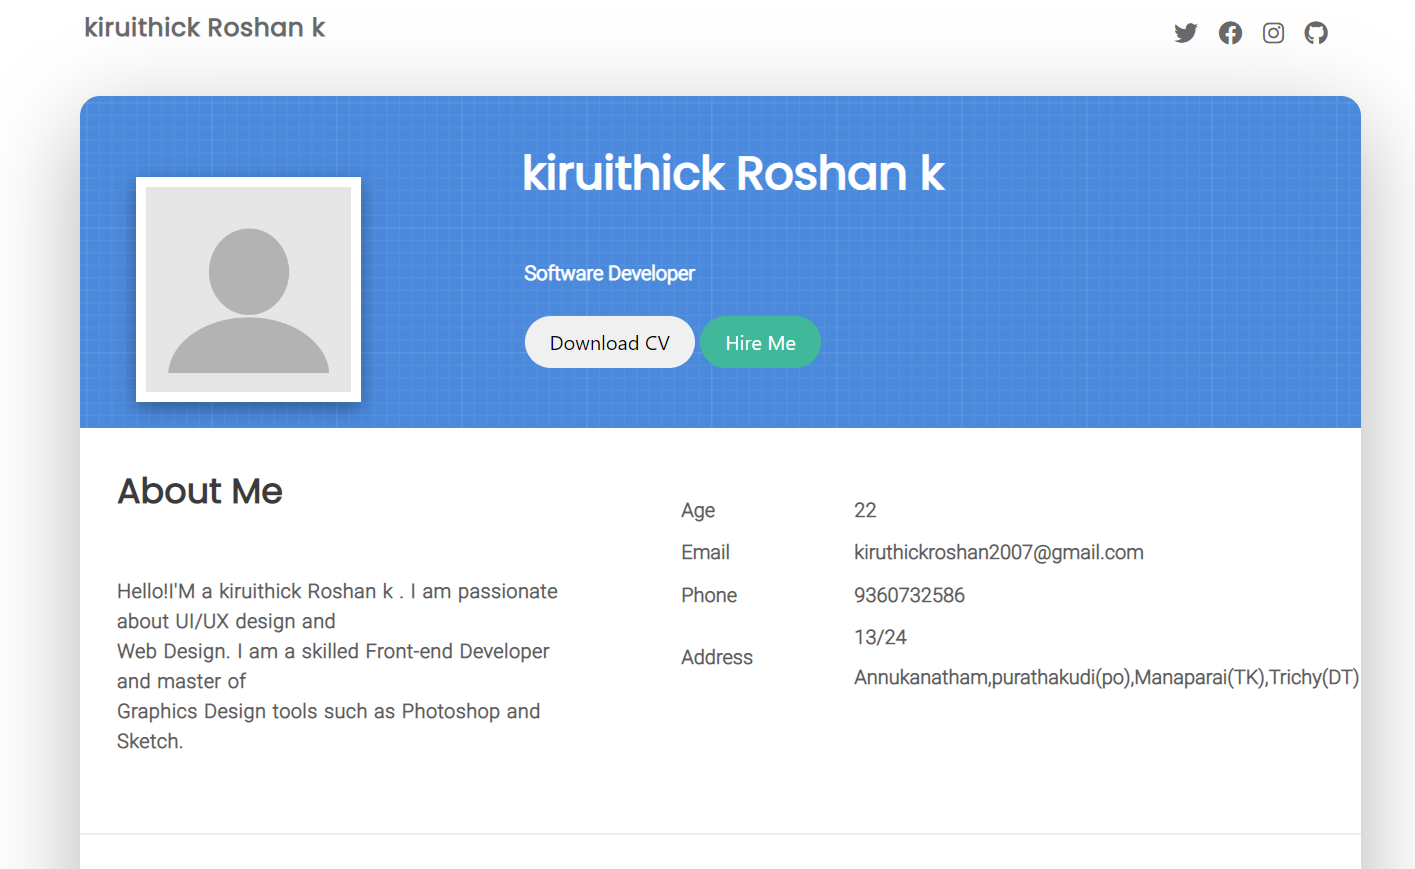 kiruithick Roshan k
kiruithick Roshan k
Software Developer
Download CV
Hire Me
About Me
Hello!I'M a kiruithick Roshan k . I am passionate
about UI/UX design and
Web Design. I am a skilled Front-end Developer
and master of
Graphics Design tools such as Photoshop and
Sketch.
Age 22
Email kiruthickroshan2007@gmail.com
Phone 9360732586
Address 13/24
Annukanatham,purathakudi(po),Manaparai(TK),Trichy(DT)